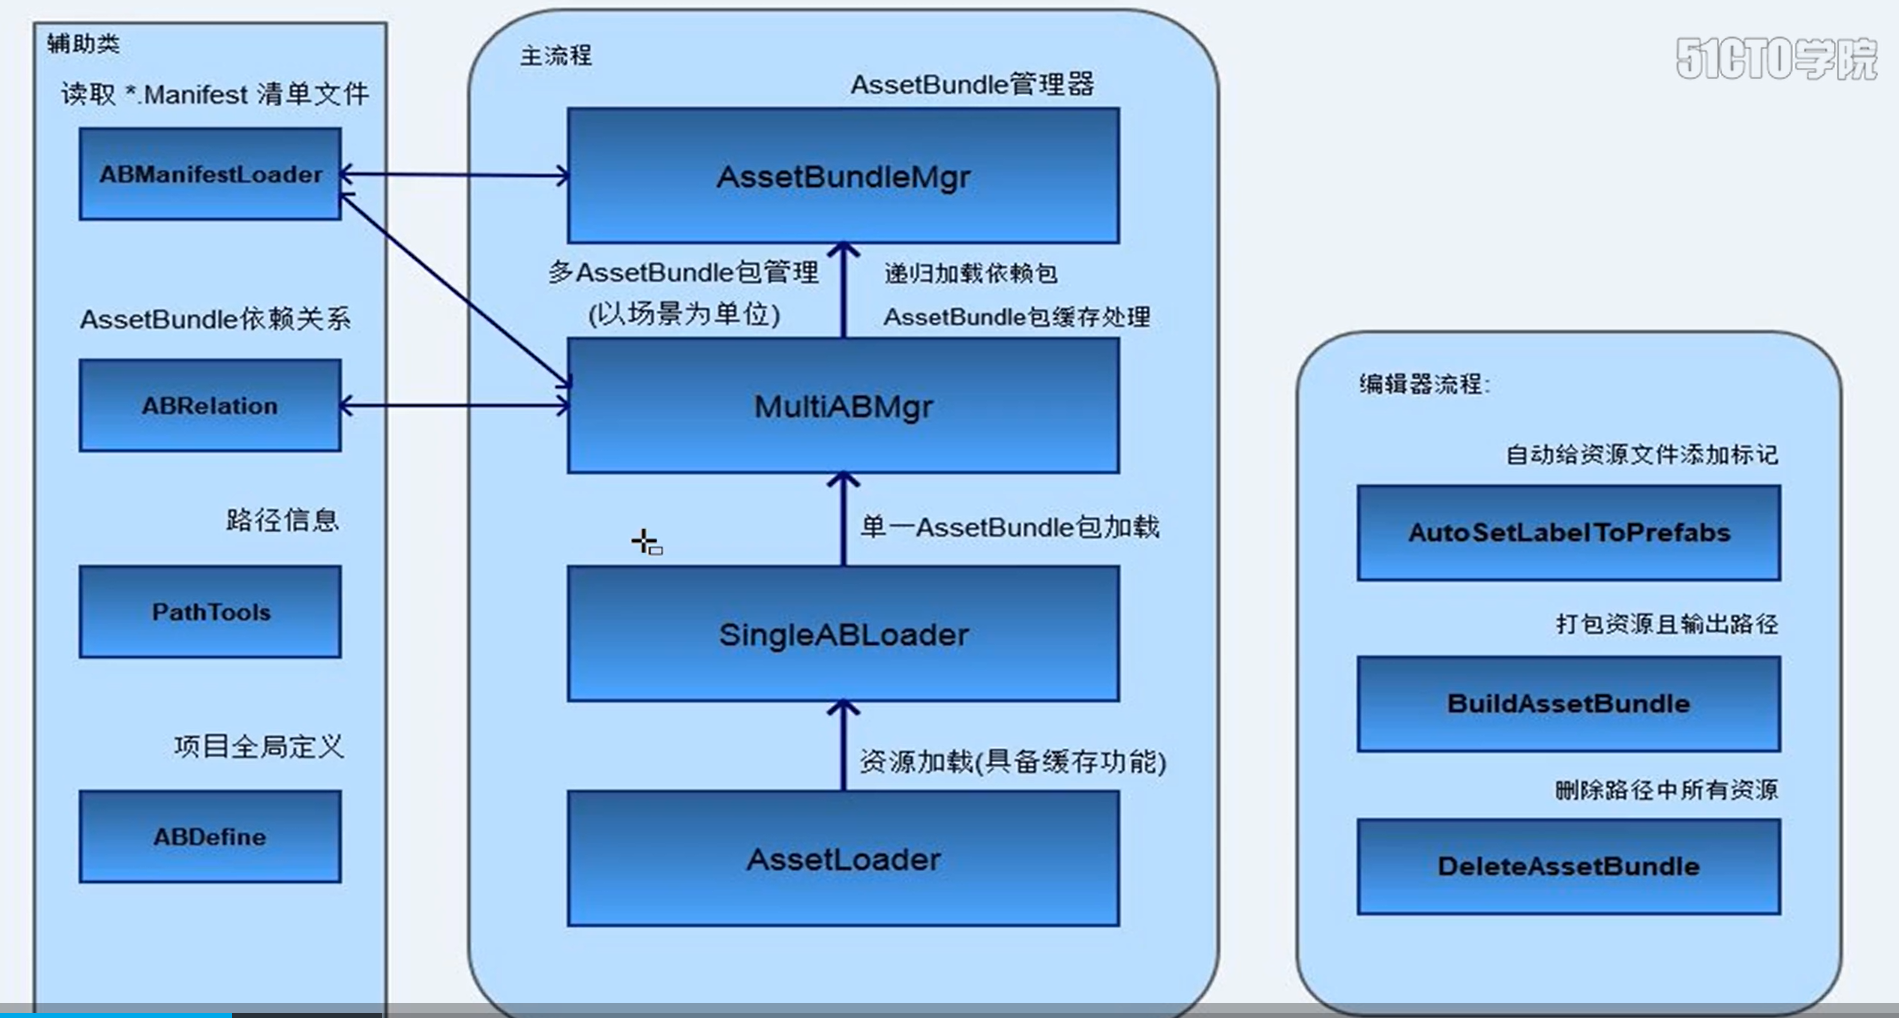 辅助类
读取 *.Manifest 清单文件
ABManifestLoader
AssetBundle依赖关系
ABRelation
路径信息
PathTools
项目全局定义
ABDefine
主流程
AssetBundle管理器
AssetBundleMgr
多AssetBundle包管理
(以场景为单位)
递归加载依赖包
AssetBundle包缓存处理
MultiABMgr
单一AssetBundle包加载
SingleABLoader
资源加载(具备缓存功能)
AssetLoader
51CTO学院
编辑器流程:
自动给资源文件添加标记
AutoSetLabelToPrefabs
打包资源且输出路径
BuildAssetBundle
删除路径中所有资源
DeleteAssetBundle